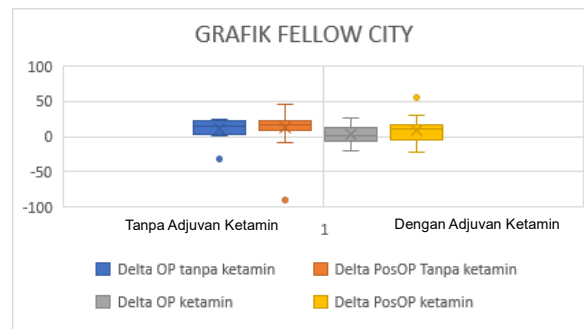 GRAFIK FELLOW CITY
100
50
0
-50
-100
Tanpa Adjuvan Ketamin
1
Dengan Adjuvan Ketamin
Delta OP tanpa ketamin
Delta PosOP Tanpa ketamin
Delta OP ketamin
Delta PosOP ketamin